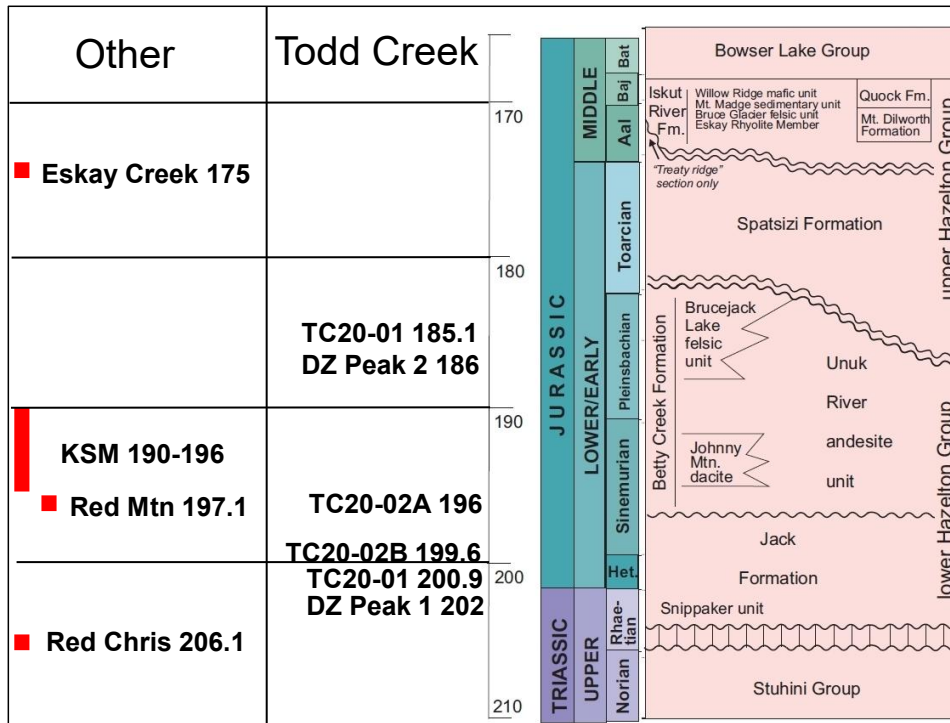 Other
Todd Creek
170
Eskay Creek 175
180
TC20-01 185.1
DZ Peak 2 186
190
KSM 190-196
Red Mtn 197.1
TC20-02A 196
TC20-02B 199.6
200
TC20-01 200.9
DZ Peak 1 202
Red Chris 206.1
210
JURASSIC
TRIASSIC
MIDDLE
LOWER/EARLY
UPPER
Bat
Baj
Aal
Toarcian
Pleinsbachian
Sinemurian
Het.
Rhae-
tian
Norian
Bowser Lake Group
Iskut
River
Fm.
Willow Ridge mafic unit
Mt. Madge sedimentary unit
Bruce Glacier felsic unit
Eskay Rhyolite Member
Quock Fm.
Mt. Dilworth
Formation
"Treaty ridge"
section only
Spatsizi Formation
Betty Creek Formation
Brucejack
Lake
felsic
unit
Unuk
River
andesite
unit
Johnny
Mtn.
dacite
Jack
Formation
Snippaker unit
Stuhini Group
upper Hazelton Group
lower Hazelton Group